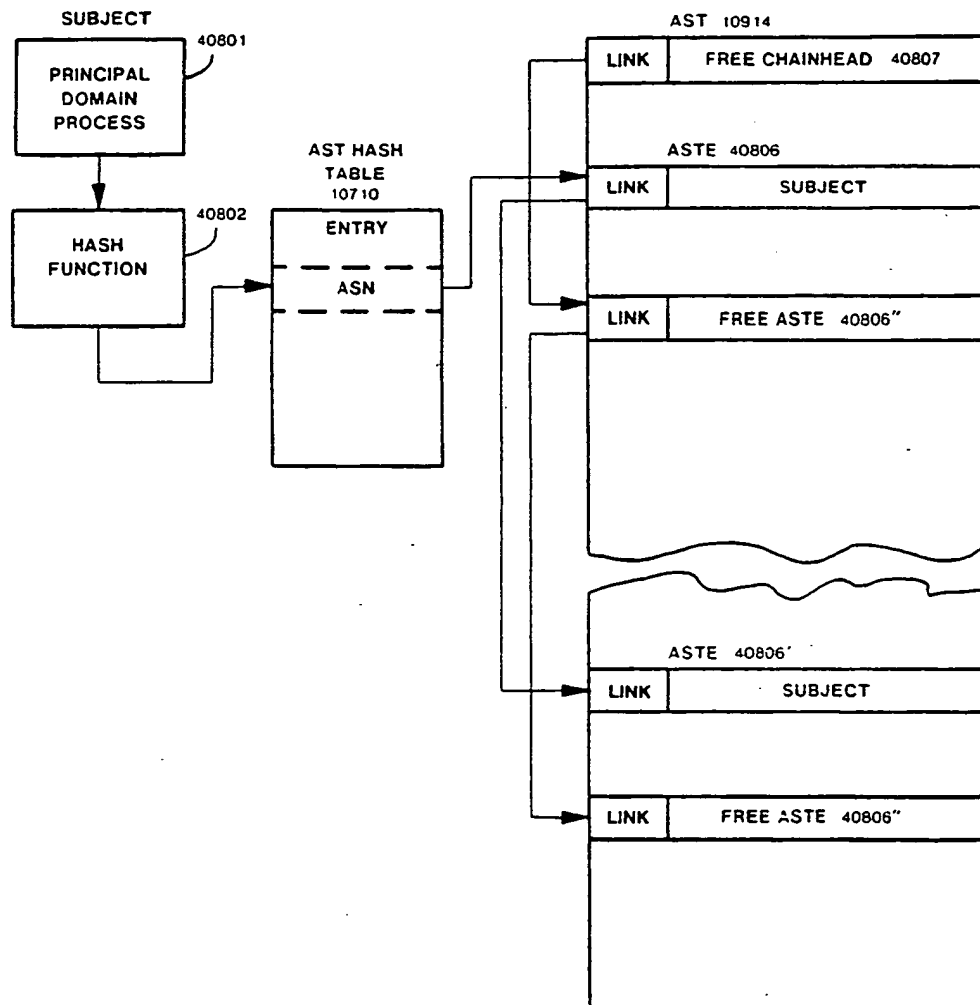 SUBJECT
40801
PRINCIPAL
DOMAIN
PROCESS
40802
HASH
FUNCTION
AST HASH
TABLE
10710
ENTRY
ASN
AST 10914
LINK FREE CHAINHEAD 40807
ASTE 40806
LINK SUBJECT
LINK FREE ASTE 40806"
ASTE 40806'
LINK SUBJECT
LINK FREE ASTE 40806"